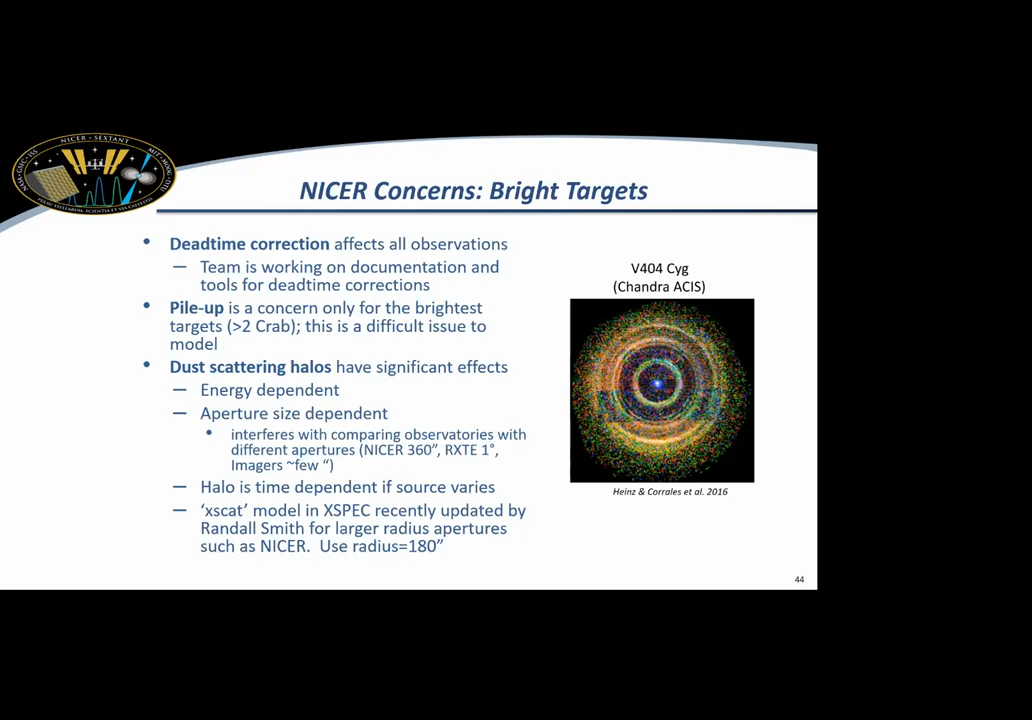 NICER • SEXTANT
NICER Concerns: Bright Targets
• Deadtime correction affects all observations
– Team is working on documentation and
tools for deadtime corrections
• Pile-up is a concern only for the brightest
targets (>2 Crab); this is a difficult issue to
model
• Dust scattering halos have significant effects
– Energy dependent
– Aperture size dependent
• interferes with comparing observatories with
different apertures (NICER 360”, RXTE 1°,
Imagers ~few “)
– Halo is time dependent if source varies
– ‘xscat’ model in XSPEC recently updated by
Randall Smith for larger radius apertures
such as NICER.  Use radius=180”
V404 Cyg
(Chandra ACIS)
Heinz & Corrales et al. 2016
44